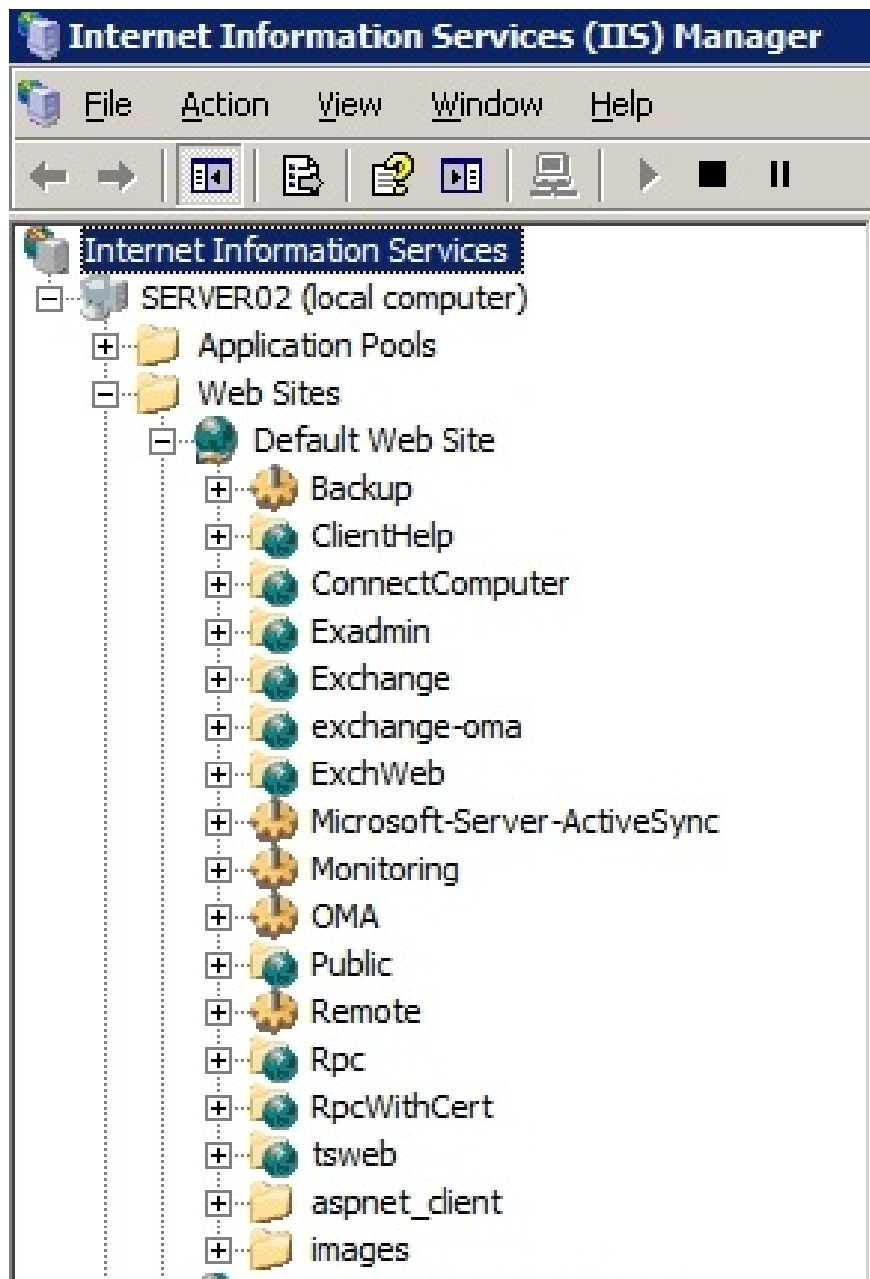 Internet Information Services (IIS) Manager
File Action View Window Help
Internet Information Services
SERVER02 (local computer)
Application Pools
Web Sites
Default Web Site
Backup
ClientHelp
ConnectComputer
Exadmin
Exchange
exchange-oma
ExchWeb
Microsoft-Server-ActiveSync
Monitoring
OMA
Public
Remote
Rpc
RpcWithCert
tsweb
aspnet_client
images